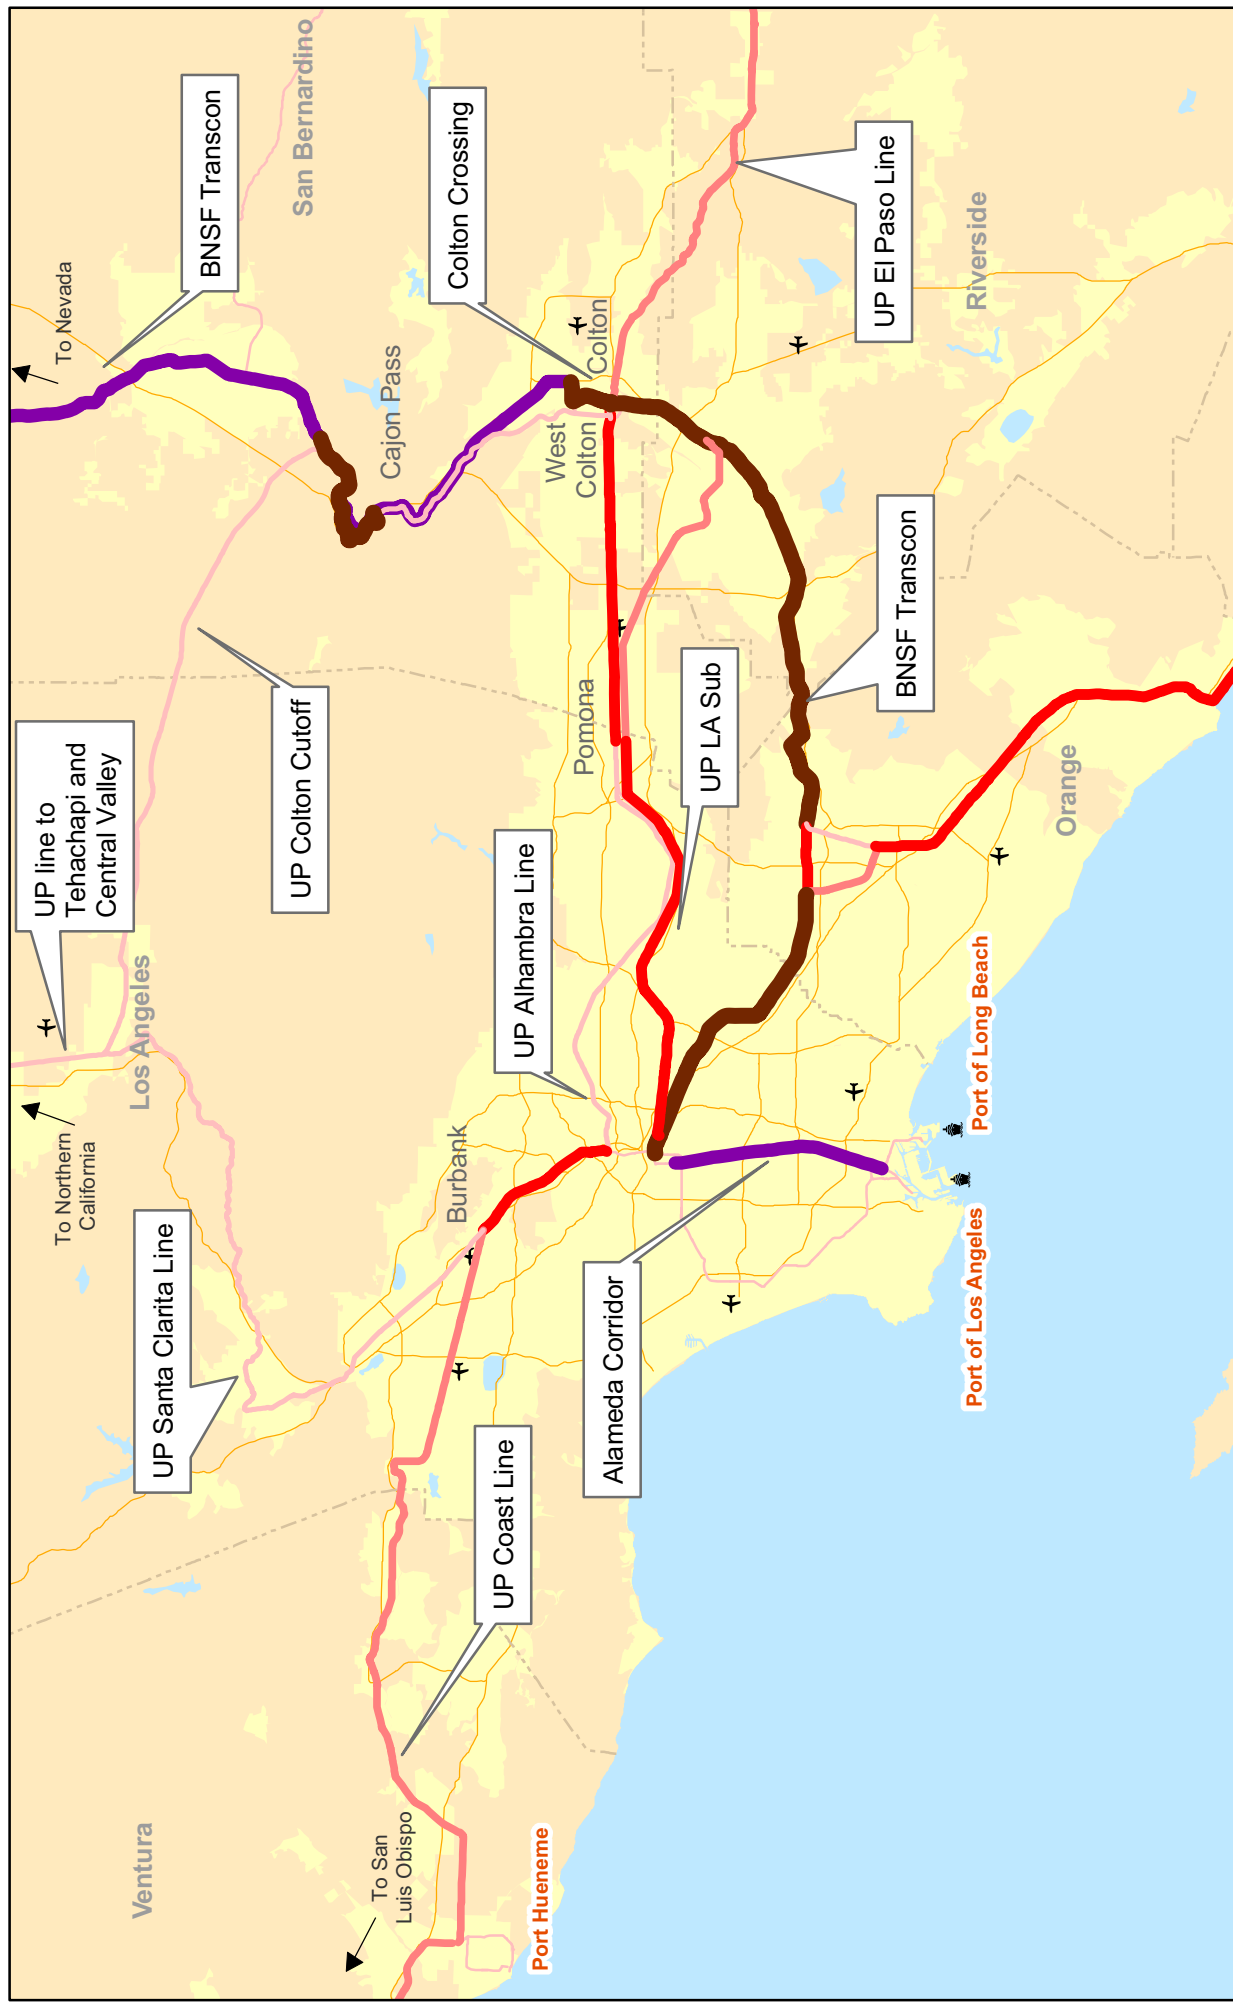 Ventura
To San
Luis Obispo
Port Hueneme
UP Coast Line
UP Santa Clarita Line
To Northern
California
Los Angeles
UP line to
Tehachapi and
Central Valley
Burbank
Alameda Corridor
Port of Los Angeles
Port of Long Beach
UP Alhambra Line
UP Colton Cutoff
Pomona
UP LA Sub
Orange
BNSF Transcon
To Nevada
BNSF Transcon
San Bernardino
Cajon Pass
Colton Crossing
West
Colton
Colton
UP El Paso Line
Riverside